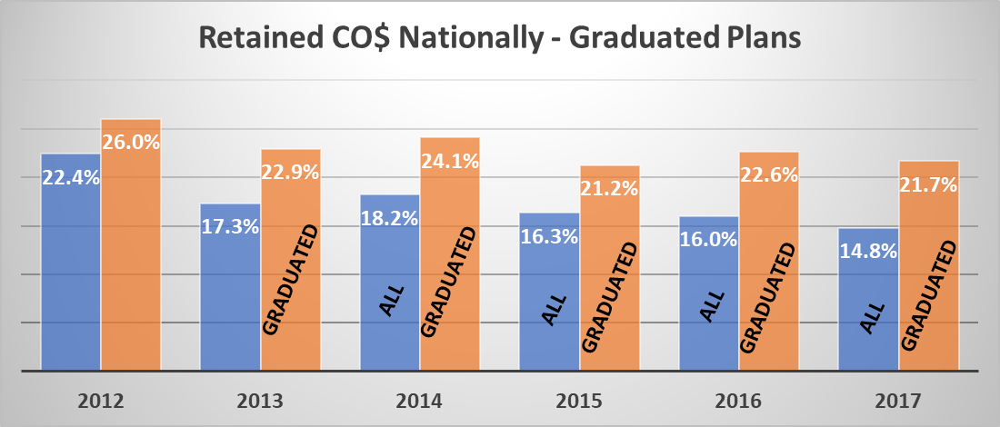 Retained CO$ Nationally - Graduated Plans
22.4%
26.0%
17.3%
22.9%
GRADUATED
18.2%
ALL
24.1%
GRADUATED
16.3%
ALL
21.2%
GRADUATED
16.0%
ALL
22.6%
GRADUATED
14.8%
ALL
21.7%
GRADUATED
2012 2013 2014 2015 2016 2017